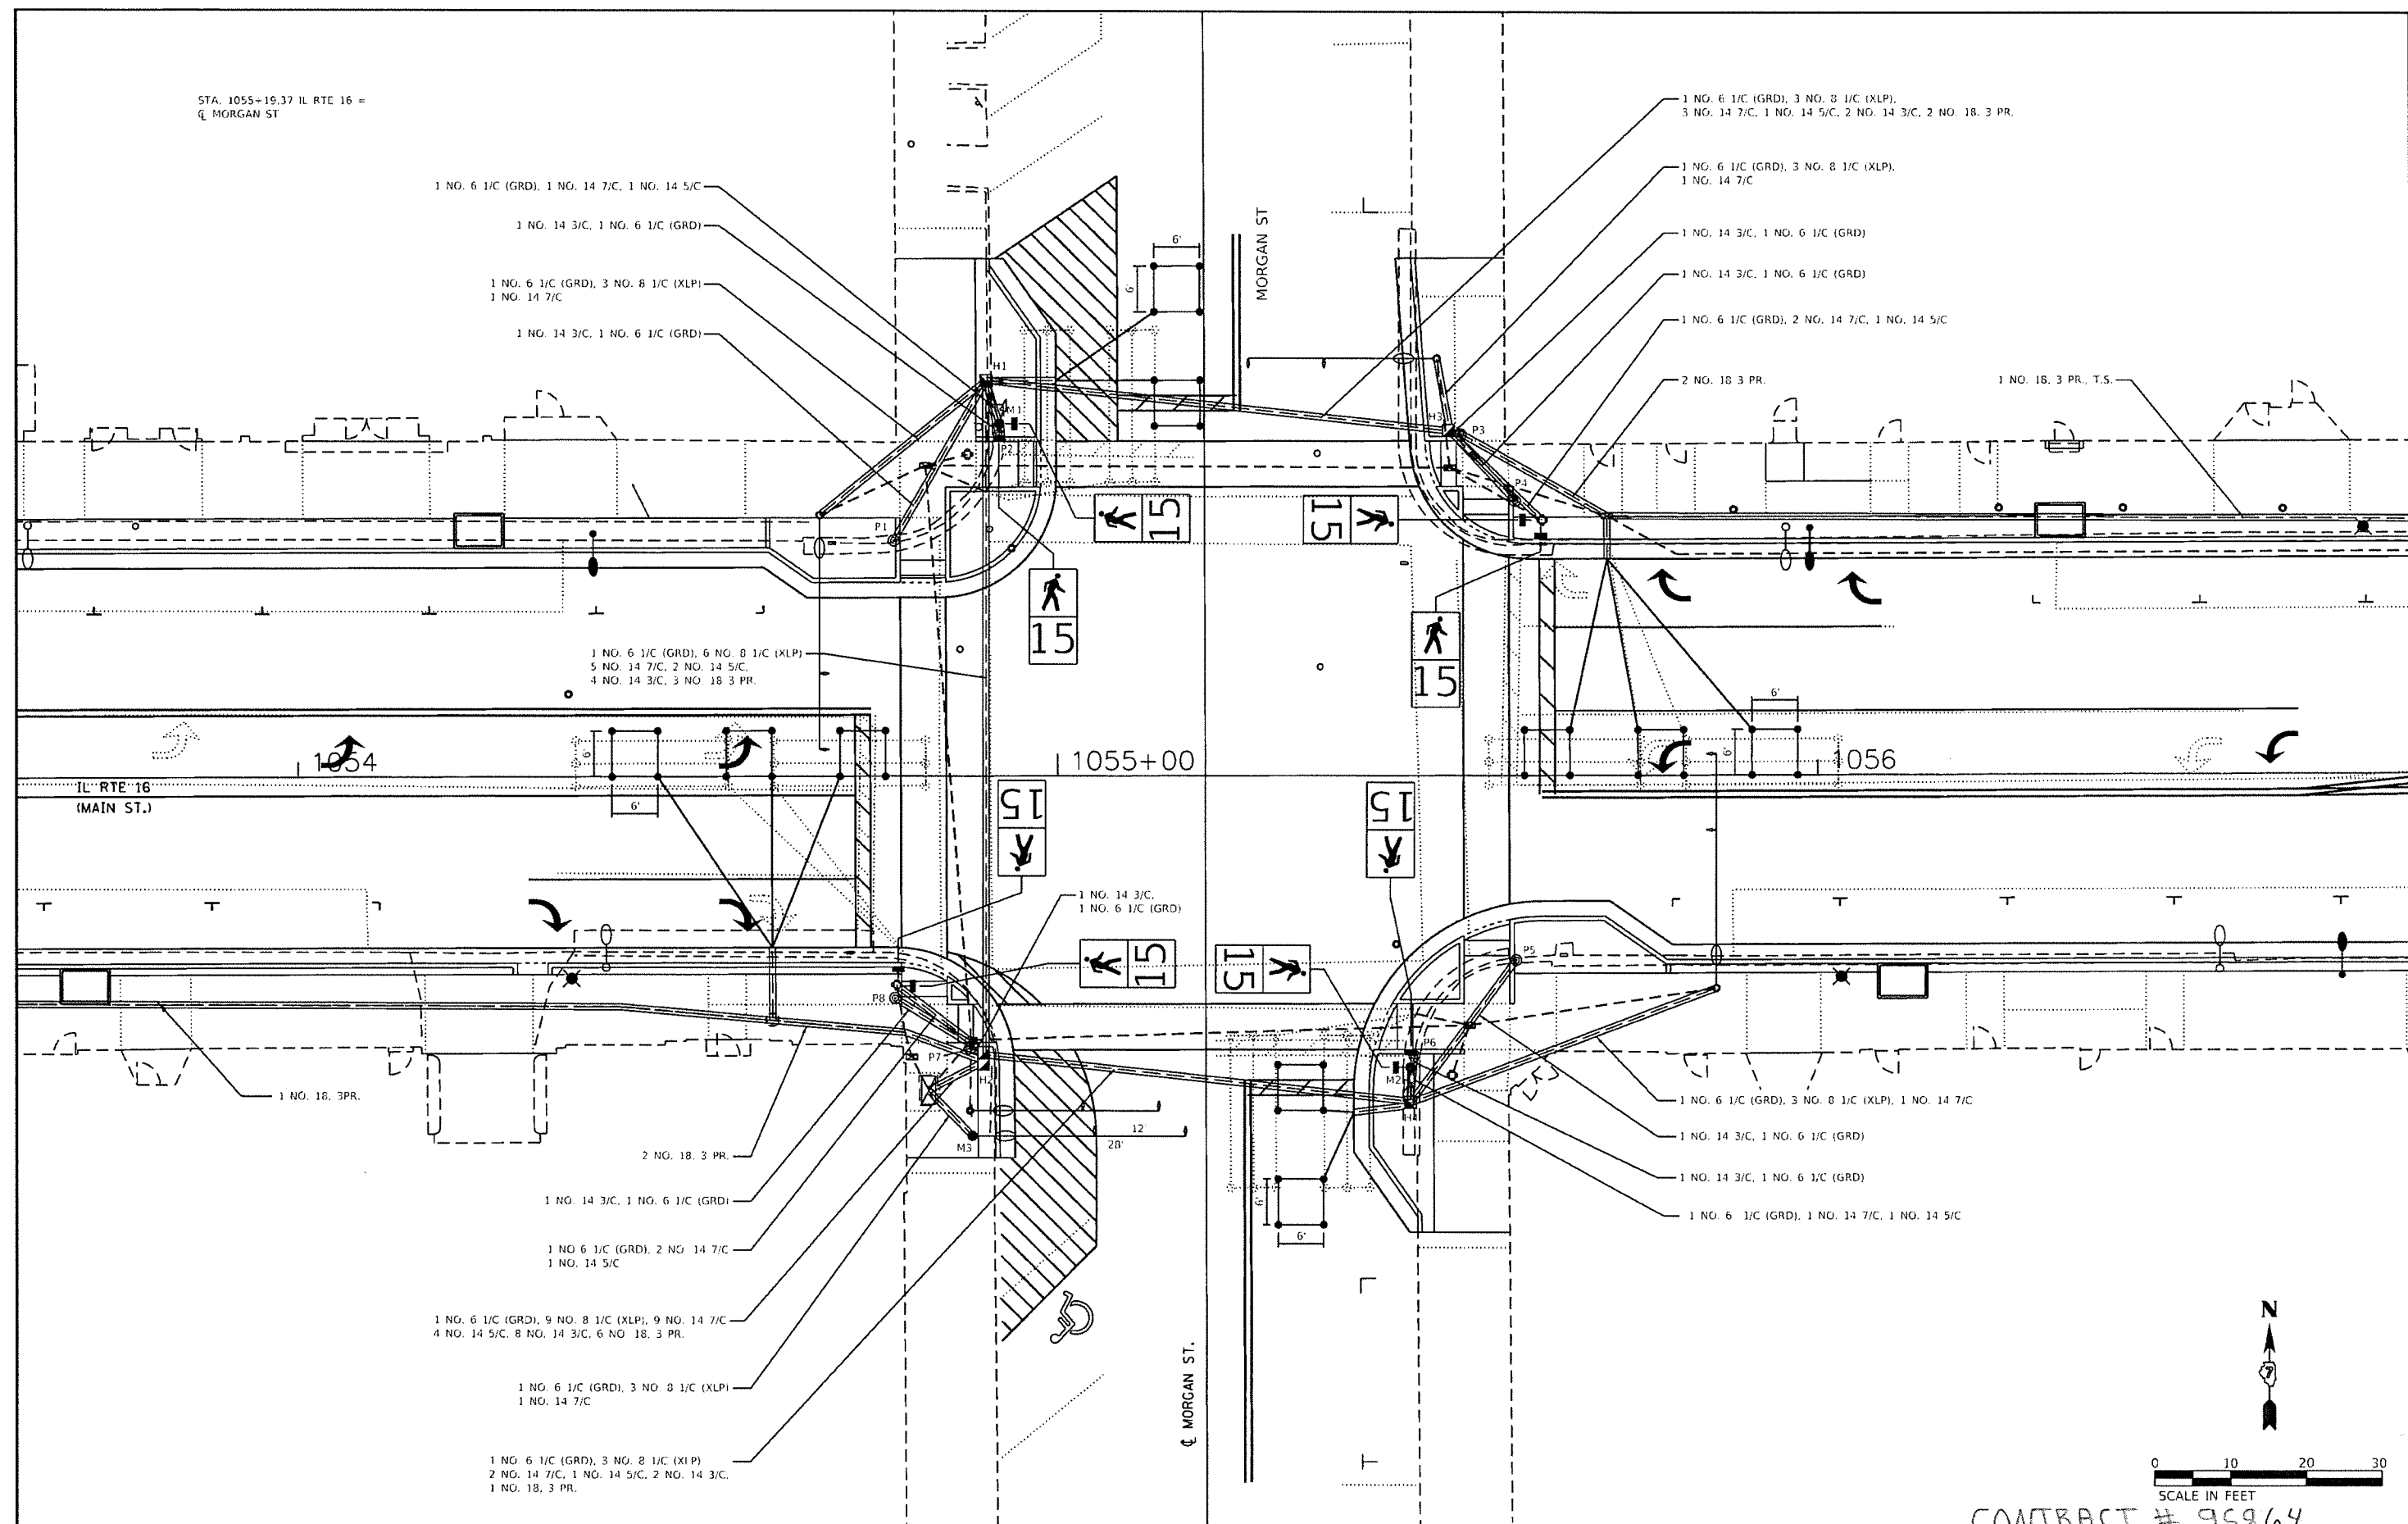 STA. 1055+19.37 IL RTE 16 =
℄ MORGAN ST
1 NO. 6 1/C (GRD), 3 NO. 8 1/C (XLP),
3 NO. 14 7/C, 1 NO. 14 5/C, 2 NO. 14 3/C, 2 NO. 18, 3 PR.
1 NO. 6 1/C (GRD), 3 NO. 8 1/C (XLP),
1 NO. 14 7/C
1 NO. 6 1/C (GRD), 1 NO. 14 7/C, 1 NO. 14 5/C
1 NO. 14 3/C, 1 NO. 6 1/C (GRD)
MORGAN ST
6'
6'
1 NO. 14 3/C, 1 NO. 6 1/C (GRD)
1 NO. 14 3/C, 1 NO. 6 1/C (GRD)
1 NO. 6 1/C (GRD), 3 NO. 8 1/C (XLP)
1 NO. 14 7/C
1 NO. 6 1/C (GRD), 2 NO. 14 7/C, 1 NO. 14 5/C
1 NO. 14 3/C, 1 NO. 6 1/C (GRD)
H1
2 NO. 18 3 PR.
1 NO. 18, 3 PR., T.S.
M1
H3
P3
P2
P4
P1
15
15
15
15
1 NO. 6 1/C (GRD), 6 NO. 8 1/C (XLP)
5 NO. 14 7/C, 2 NO. 14 5/C,
4 NO. 14 3/C, 3 NO. 18 3 PR.
6'
6'
6'
6'
1054
1055+00
1056
IL RTE 16
(MAIN ST.)
15
15
1 NO. 14 3/C,
1 NO. 6 1/C (GRD)
15
15
P5
P8
P7
P6
H2
M2
H4
1 NO. 18, 3PR.
1 NO. 6 1/C (GRD), 3 NO. 8 1/C (XLP), 1 NO. 14 7/C
12'
28'
M3
1 NO. 14 3/C, 1 NO. 6 1/C (GRD)
2 NO. 18, 3 PR.
1 NO. 14 3/C, 1 NO. 6 1/C (GRD)
1 NO. 14 3/C, 1 NO. 6 1/C (GRD)
6'
6'
1 NO. 6 1/C (GRD), 1 NO. 14 7/C, 1 NO. 14 5/C
1 NO 6 1/C (GRD), 2 NO. 14 7/C
1 NO. 14 5/C
1 NO. 6 1/C (GRD), 9 NO. 8 1/C (XLP), 9 NO. 14 7/C
4 NO. 14 5/C, 8 NO. 14 3/C, 6 NO 18, 3 PR.
N
7
℄ MORGAN ST.
1 NO. 6 1/C (GRD), 3 NO. 8 1/C (XLP)
1 NO. 14 7/C
1 NO. 6 1/C (GRD), 3 NO. 8 1/C (XLP)
2 NO. 14 7/C, 1 NO. 14 5/C, 2 NO. 14 3/C,
1 NO. 18, 3 PR.
0 10 20 30
SCALE IN FEET
CONTRACT # 95864